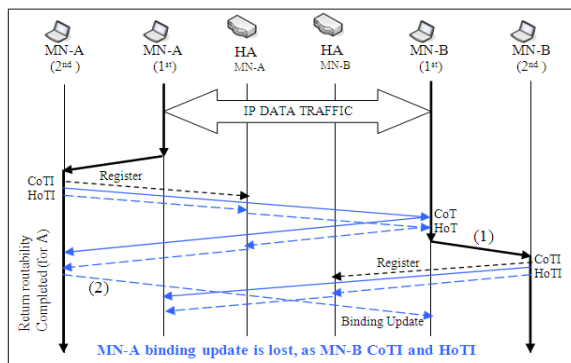 MN-A MN-A HA HA MN-B MN-B
(2nd) (1st) MN-A MN-B (1st) (2nd)
IP DATA TRAFFIC
Register
CoTI
HoTI
CoT
HoT
(1)
CoTI
HoTI
Register
(2)
Return routability
Completed (for A)
Binding Update
MN-A binding update is lost, as MN-B CoTI and HoTI